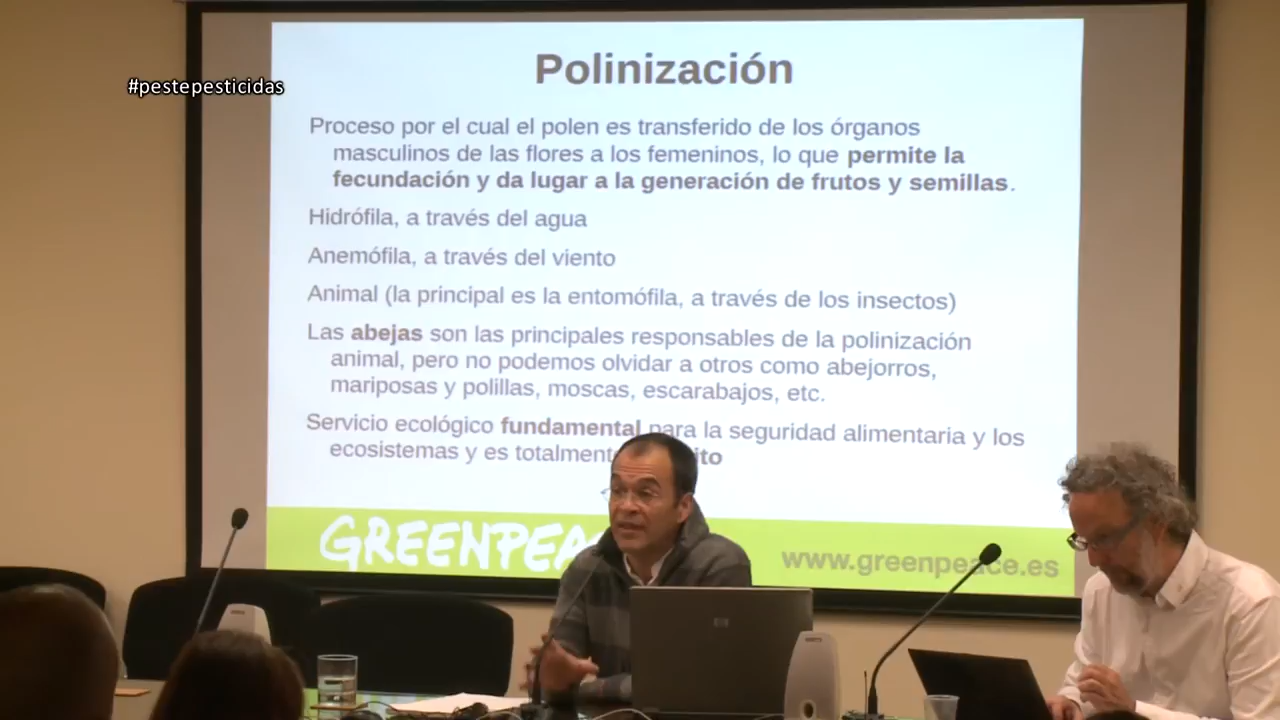 #pestepesticidas
Polinización
Proceso por el cual el polen es transferido de los órganos
masculinos de las flores a los femeninos, lo que permite la
fecundación y da lugar a la generación de frutos y semillas.
Hidrófila, a través del agua
Anemófila, a través del viento
Animal (la principal es la entomófila, a través de los insectos)
Las abejas son las principales responsables de la polinización
animal, pero no podemos olvidar a otros como abejorros,
mariposas y polillas, moscas, escarabajos, etc.
Servicio ecológico fundamental para la seguridad alimentaria y los
ecosistemas y es
GREENPEA
www.greenpeace.es
hp